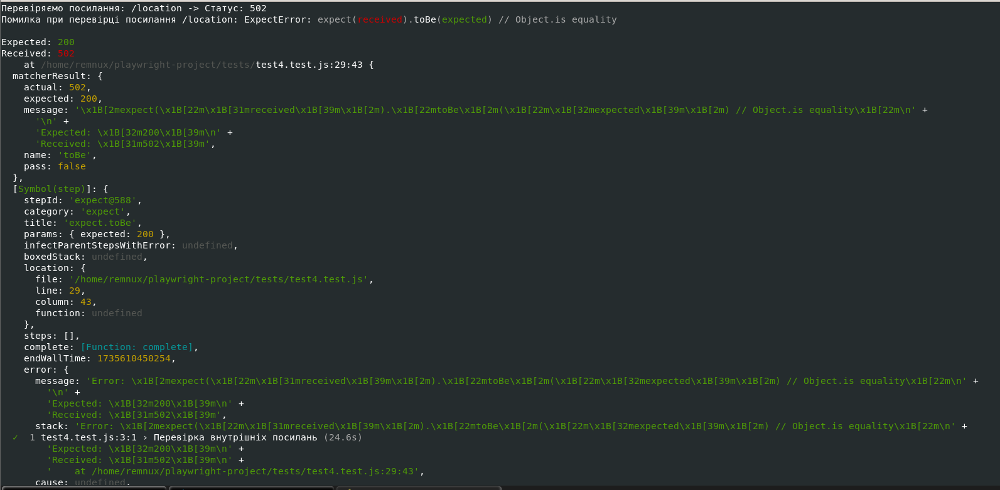 Перевіряємо посилання: /location -> Статус: 502
Помилка при перевірці посилання /location: ExpectError: expect(received).toBe(expected) // Object.is equality

Expected: 200
Received: 502
    at /home/remnux/playwright-project/tests/test4.test.js:29:43 {
  matcherResult: {
    actual: 502,
    expected: 200,
    message: '\x1B[2mexpect(\x1B[22m\x1B[31mreceived\x1B[39m\x1B[2m).\x1B[22mtoBe\x1B[2m(\x1B[22m\x1B[32mexpected\x1B[39m\x1B[2m) // Object.is equality\x1B[22m\n' +
      '\n' +
      'Expected: \x1B[32m200\x1B[39m\n' +
      'Received: \x1B[31m502\x1B[39m',
    name: 'toBe',
    pass: false
  },
  [Symbol(step)]: {
    stepId: 'expect@588',
    category: 'expect',
    title: 'expect.toBe',
    params: { expected: 200 },
    infectParentStepsWithError: undefined,
    boxedStack: undefined,
    location: {
      file: '/home/remnux/playwright-project/tests/test4.test.js',
      line: 29,
      column: 43,
      function: undefined
    },
    steps: [],
    complete: [Function: complete],
    endWallTime: 1735610450254,
    error: {
      message: 'Error: \x1B[2mexpect(\x1B[22m\x1B[31mreceived\x1B[39m\x1B[2m).\x1B[22mtoBe\x1B[2m(\x1B[22m\x1B[32mexpected\x1B[39m\x1B[2m) // Object.is equality\x1B[22m\n' +
        '\n' +
        'Expected: \x1B[32m200\x1B[39m\n' +
        'Received: \x1B[31m502\x1B[39m',
      stack: 'Error: \x1B[2mexpect(\x1B[22m\x1B[31mreceived\x1B[39m\x1B[2m).\x1B[22mtoBe\x1B[2m(\x1B[22m\x1B[32mexpected\x1B[39m\x1B[2m) // Object.is equality\x1B[22m\n' +
  ✓  1 test4.test.js:3:1 › Перевірка внутрішніх посилань (24.6s)
        'Expected: \x1B[32m200\x1B[39m\n' +
        'Received: \x1B[31m502\x1B[39m\n' +
        '    at /home/remnux/playwright-project/tests/test4.test.js:29:43',
      cause: undefined,